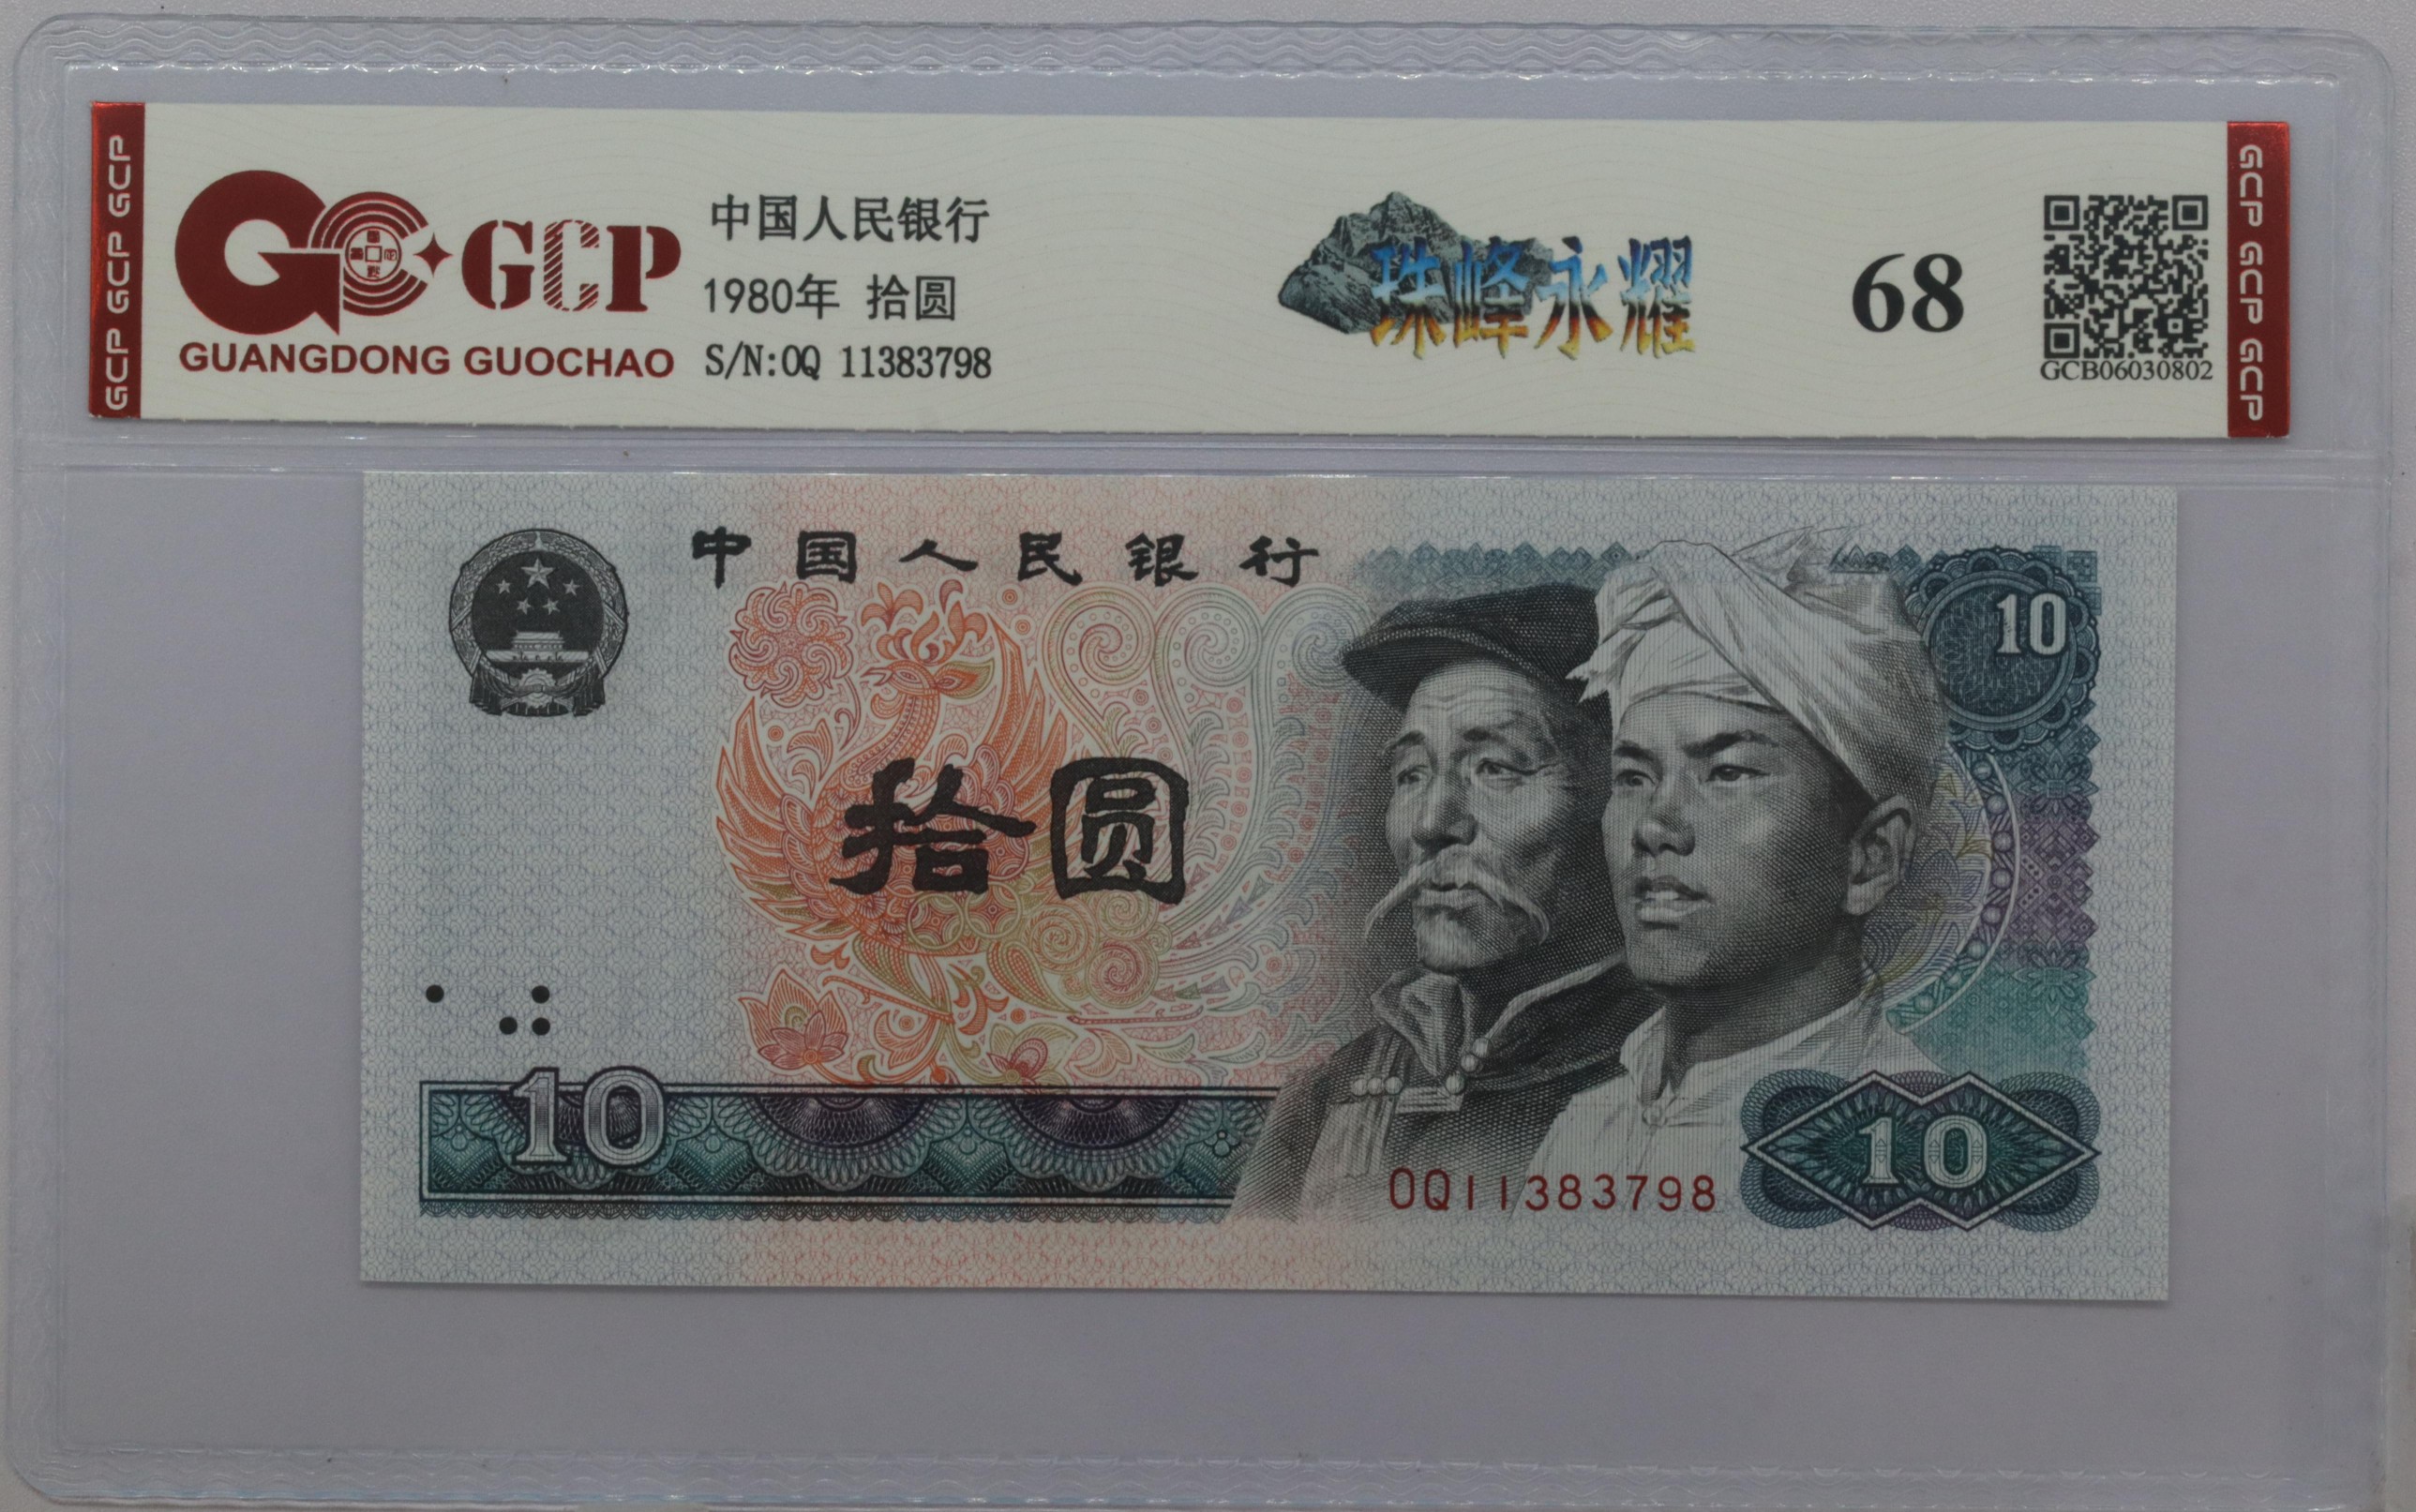 GCP GCP GCP
GCP
GUANGDONG GUOCHAO
中国人民银行
1980年 拾圆
S/N:OQ 11383798
珠峰永耀
68
GCB06030802
GCP GCP GCP
中国人民银行
10
拾圆
10
OQ11383798
10